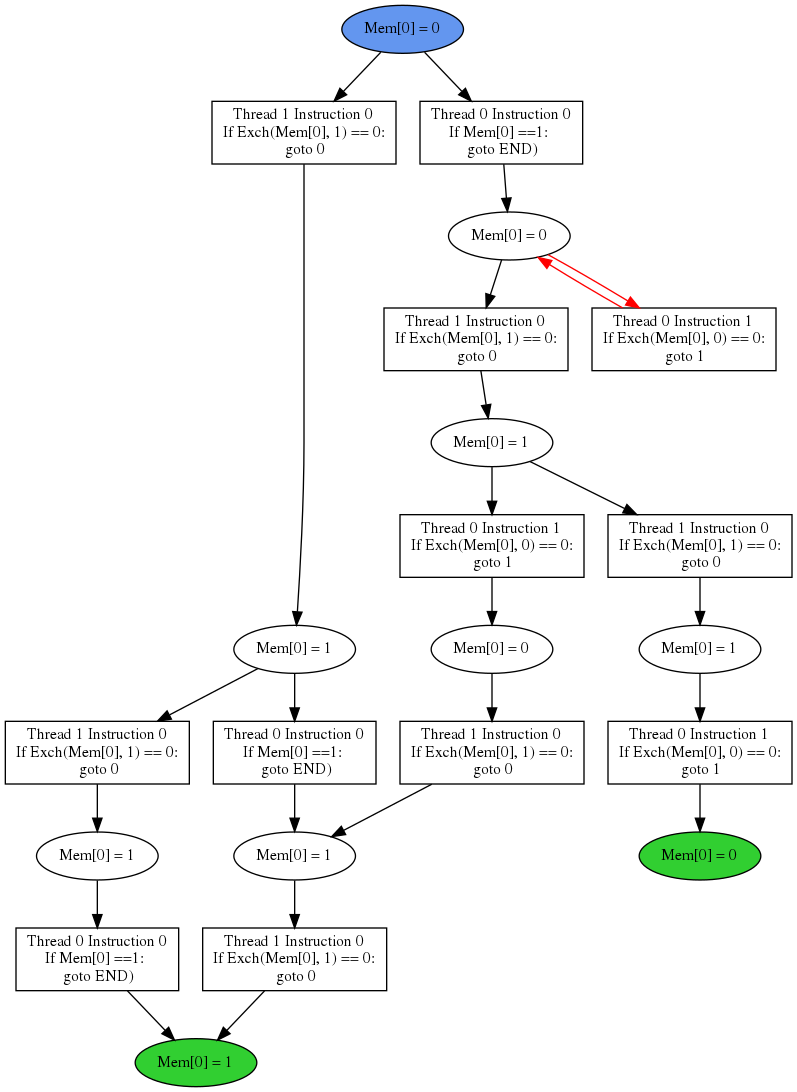 Mem[0] = 0
Thread 1 Instruction 0
If Exch(Mem[0], 1) == 0:
goto 0
Thread 0 Instruction 0
If Mem[0] ==1:
goto END)
Mem[0] = 0
Thread 1 Instruction 0
If Exch(Mem[0], 1) == 0:
goto 0
Thread 0 Instruction 1
If Exch(Mem[0], 0) == 0:
goto 1
Mem[0] = 1
Thread 0 Instruction 1
If Exch(Mem[0], 0) == 0:
goto 1
Thread 1 Instruction 0
If Exch(Mem[0], 1) == 0:
goto 0
Mem[0] = 1
Mem[0] = 0
Mem[0] = 1
Thread 1 Instruction 0
If Exch(Mem[0], 1) == 0:
goto 0
Thread 0 Instruction 0
If Mem[0] ==1:
goto END)
Thread 1 Instruction 0
If Exch(Mem[0], 1) == 0:
goto 0
Thread 0 Instruction 1
If Exch(Mem[0], 0) == 0:
goto 1
Mem[0] = 1
Mem[0] = 1
Mem[0] = 0
Thread 0 Instruction 0
If Mem[0] ==1:
goto END)
Thread 1 Instruction 0
If Exch(Mem[0], 1) == 0:
goto 0
Mem[0] = 1